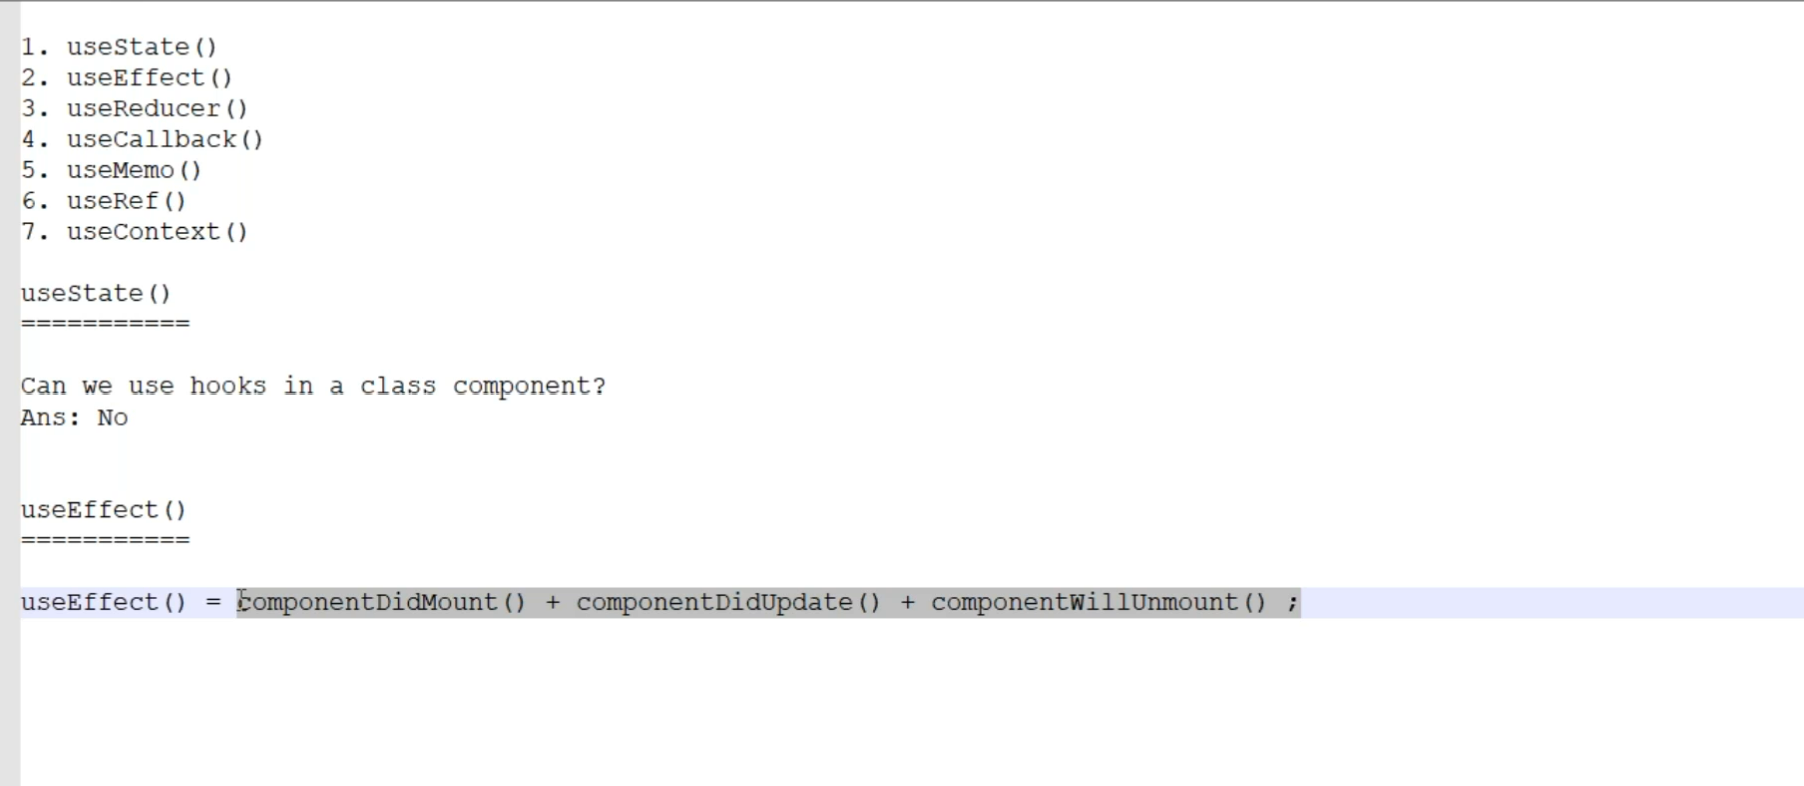 1. useState()
2. useEffect()
3. useReducer()
4. useCallback()
5. useMemo()
6. useRef()
7. useContext()
useState()
===========
Can we use hooks in a class component?
Ans: No
useEffect()
===========
useEffect() = componentDidMount() + componentDidUpdate() + componentWillUnmount() ;